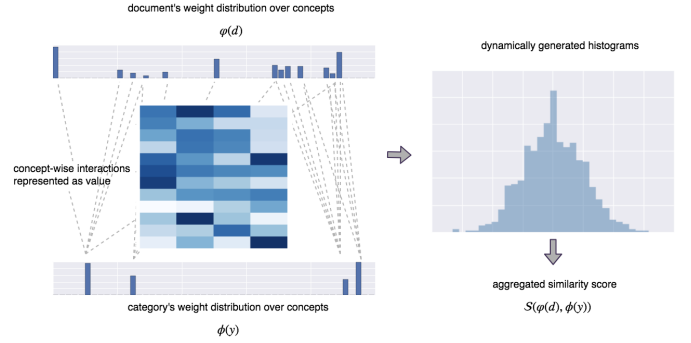 document's weight distribution over concepts
φ(d)
dynamically generated histograms
concept-wise interactions
represented as value
aggregated similarity score
S(φ(d), ϕ(y))
category's weight distribution over concepts
ϕ(y)